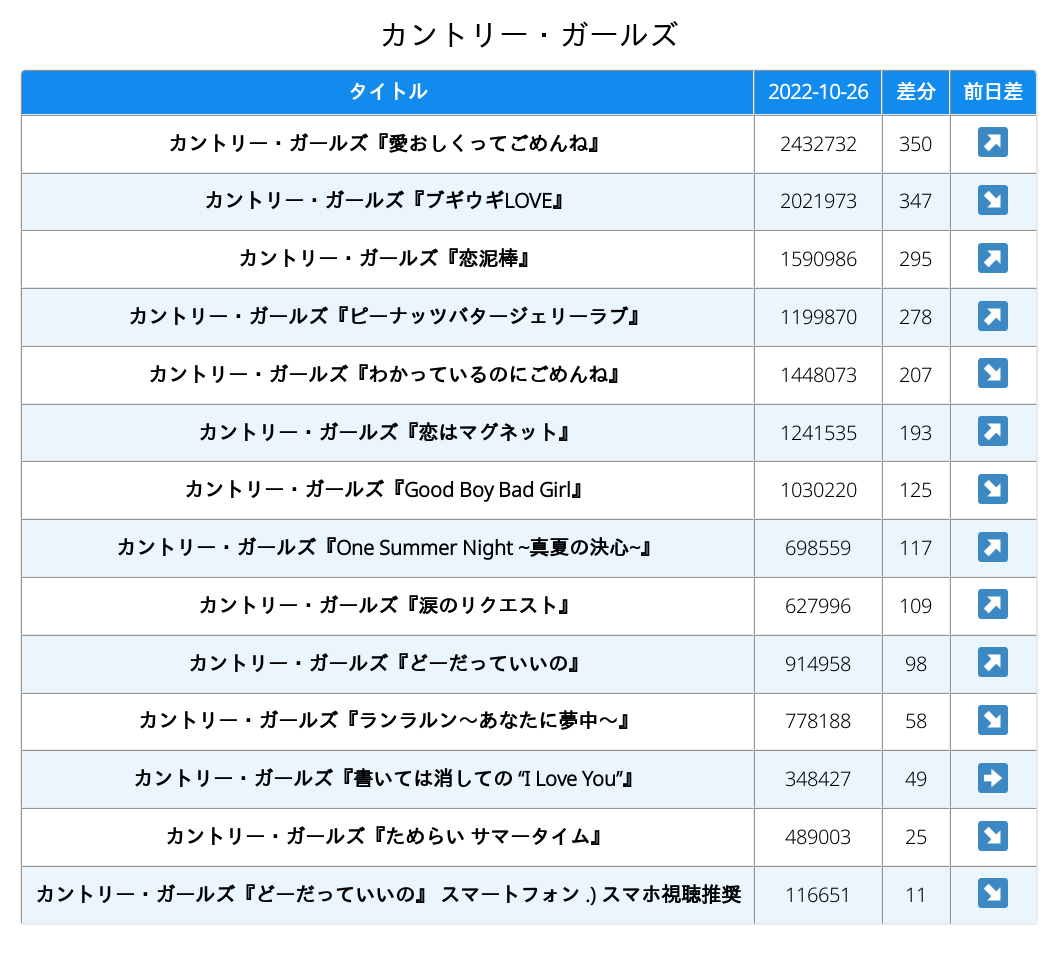 カントリー・ガールズ
タイトル 2022-10-26 差分 前日差
カントリー・ガールズ『愛おしくってごめんね』 2432732 350 ↗
カントリー・ガールズ『ブギウギLOVE』 2021973 347 ↘
カントリー・ガールズ『恋泥棒』 1590986 295 ↗
カントリー・ガールズ『ピーナッツバタージェリーラブ』 1199870 278 ↗
カントリー・ガールズ『わかっているのにごめんね』 1448073 207 ↘
カントリー・ガールズ『恋はマグネット』 1241535 193 ↗
カントリー・ガールズ『Good Boy Bad Girl』 1030220 125 ↘
カントリー・ガールズ『One Summer Night ~真夏の決心~』 698559 117 ↗
カントリー・ガールズ『涙のリクエスト』 627996 109 ↗
カントリー・ガールズ『どーだっていいの』 914958 98 ↗
カントリー・ガールズ『ランラルン～あなたに夢中～』 778188 58 ↘
カントリー・ガールズ『書いては消しての “I Love You”』 348427 49 ➡
カントリー・ガールズ『ためらい サマータイム』 489003 25 ↘
カントリー・ガールズ『どーだっていいの』 スマートフォン .) スマホ視聴推奨 116651 11 ↘